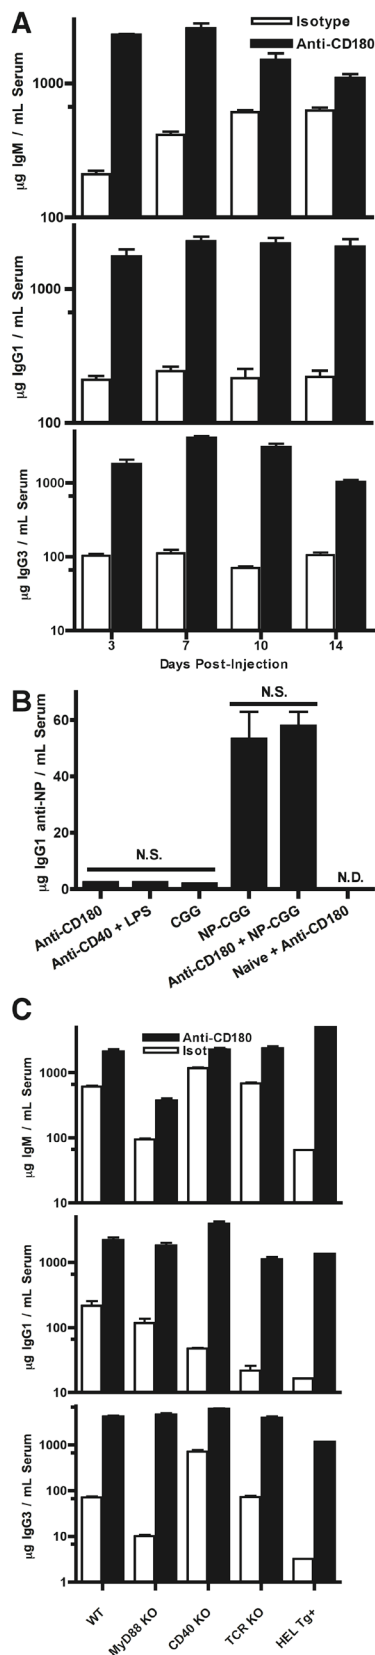 A
Isotype
Anti-CD180
µg IgM / mL Serum
1000
100
µg IgG1 / mL Serum
1000
100
µg IgG3 / mL Serum
1000
100
10
3 7 10 14
Days Post-Injection
B
µg IgG1 anti-NP / mL Serum
60
40
20
0
N.S.
N.S.
N.D.
Anti-CD180
Anti-CD40 + LPS
CGG
NP-CGG
Anti-CD180 + NP-CGG
Naive + Anti-CD180
C
Anti-CD180
Isot
µg IgM / mL Serum
1000
100
10
µg IgG1 / mL Serum
1000
100
10
µg IgG3 / mL Serum
1000
100
10
1
WT
MyD88 KO
CD40 KO
TCR KO
HEL Tg+